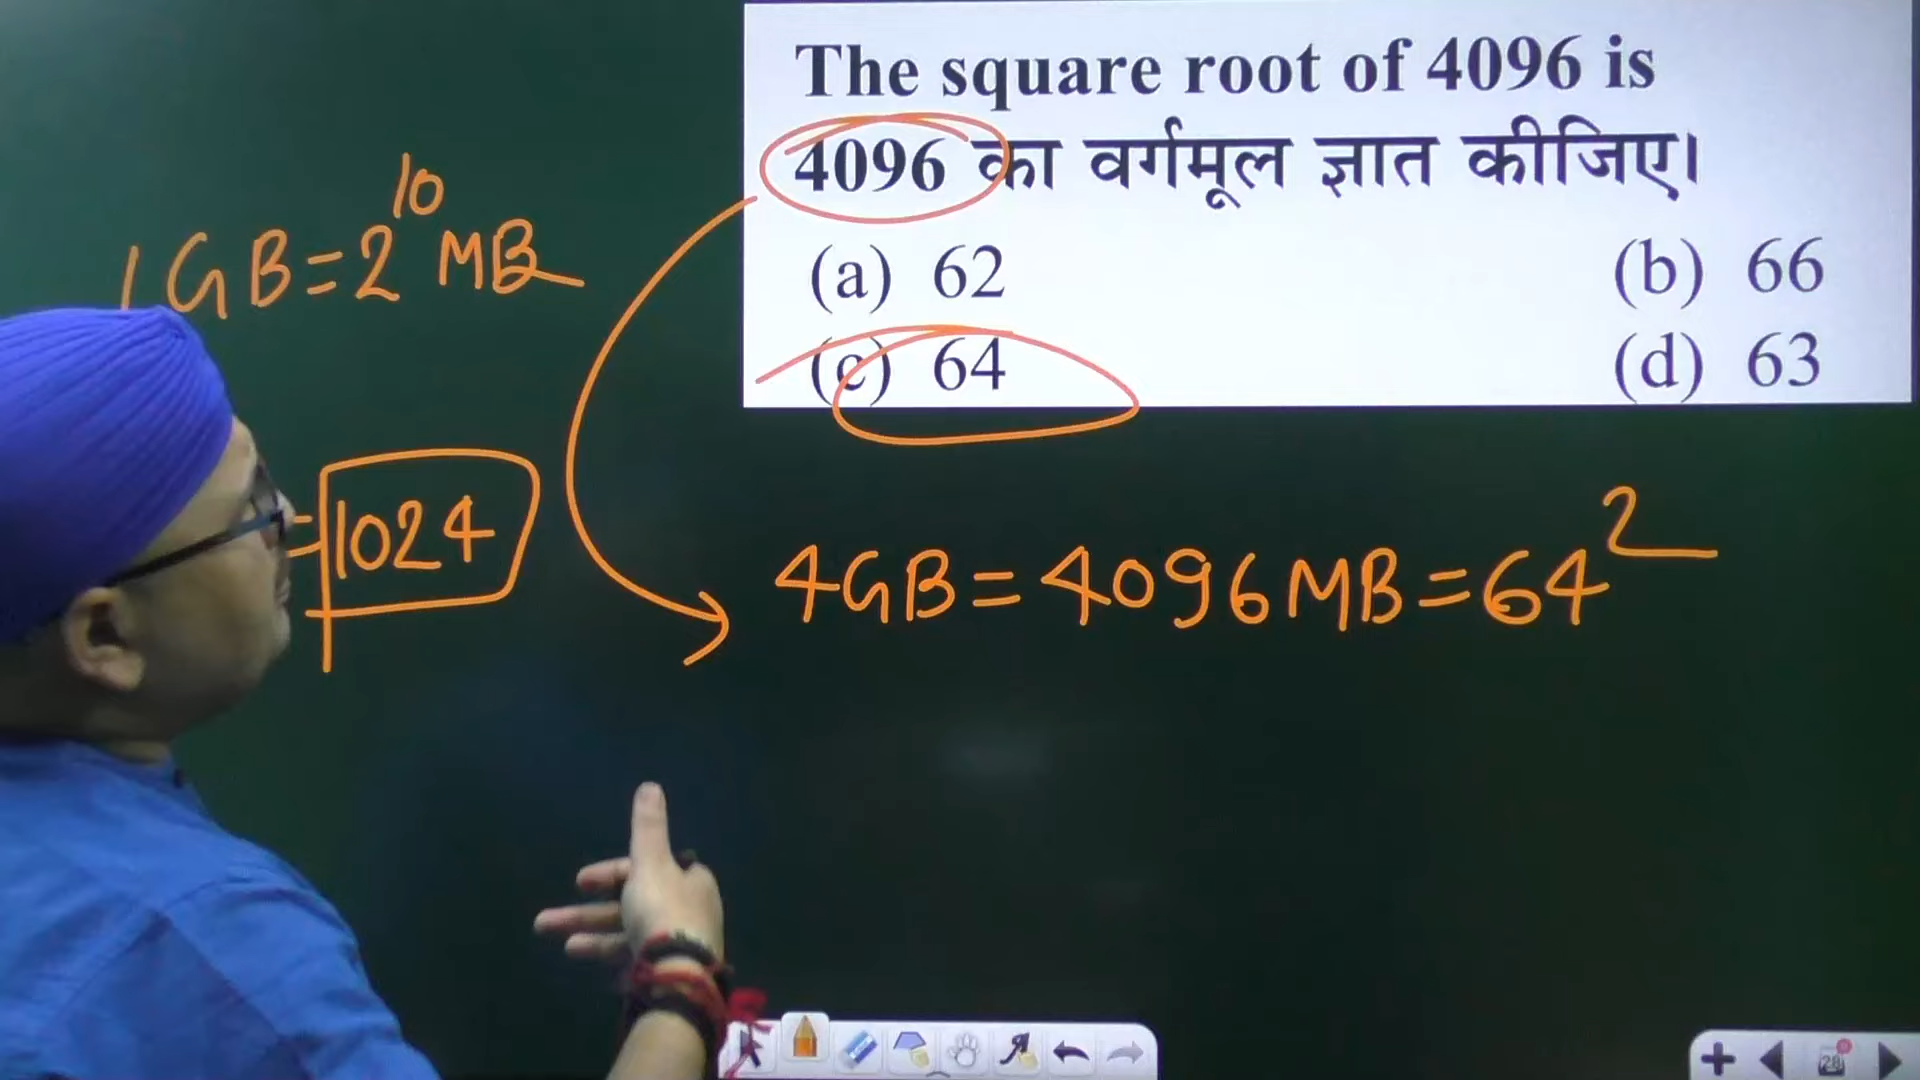 The square root of 4096 is
4096 का वर्गमूल ज्ञात कीजिए।
(a) 62
(b) 66
(c) 64
(d) 63
1GB=2^10 MB
=1024
4GB=4096MB=64^2
28